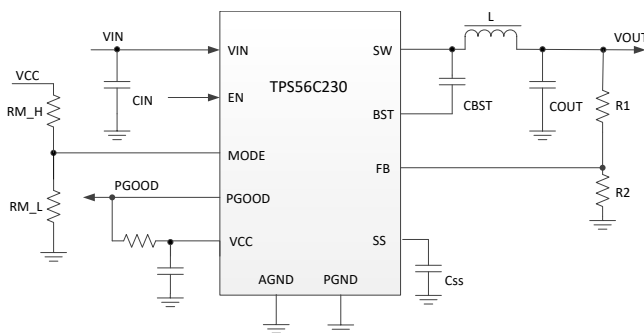 VIN
VIN
SW
L
VOUT
VCC
TPS56C230
CIN
EN
RM_H
CBST
COUT
R1
BST
MODE
FB
RM_L
PGOOD
PGOOD
R2
VCC
SS
Css
AGND
PGND